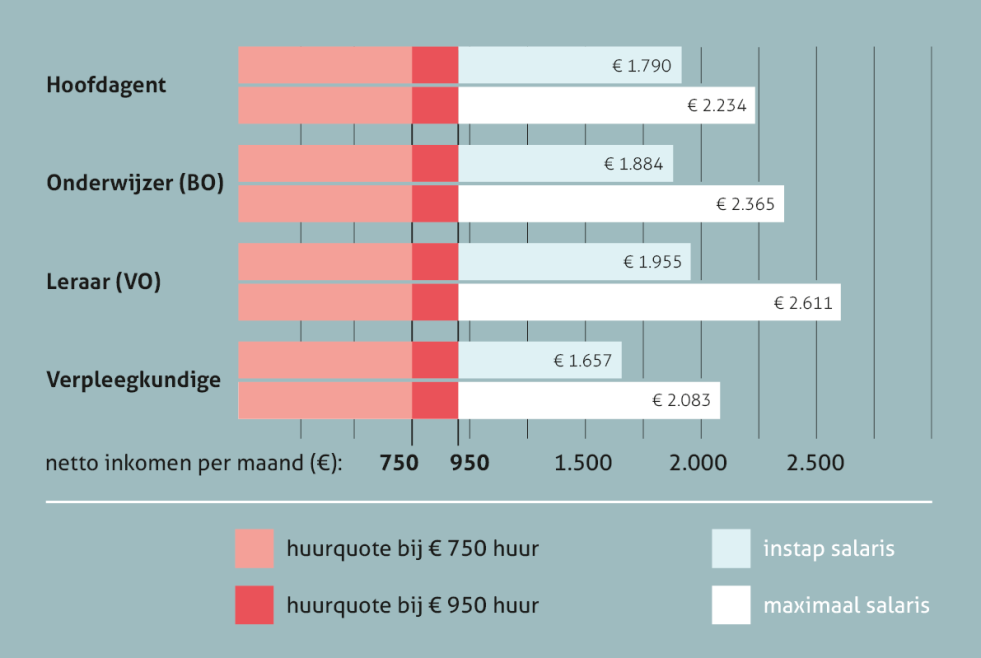 Hoofdagent
€ 1.790
€ 2.234
Onderwijzer (BO)
€ 1.884
€ 2.365
Leraar (VO)
€ 1.955
€ 2.611
Verpleegkundige
€ 1.657
€ 2.083
netto inkomen per maand (€): 750 950 1.500 2.000 2.500
huurquote bij € 750 huur
instap salaris
huurquote bij € 950 huur
maximaal salaris